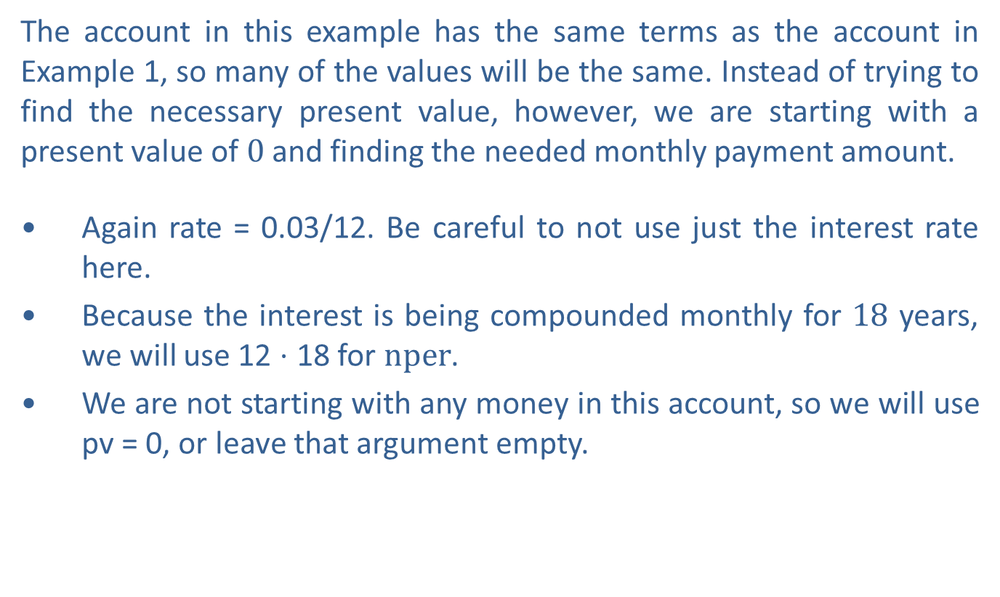 The account in this example has the same terms as the account in
Example 1, so many of the values will be the same. Instead of trying to
find the necessary present value, however, we are starting with a
present value of 0 and finding the needed monthly payment amount.
• Again rate = 0.03/12. Be careful to not use just the interest rate
here.
• Because the interest is being compounded monthly for 18 years,
we will use 12 · 18 for nper.
• We are not starting with any money in this account, so we will use
pv = 0, or leave that argument empty.